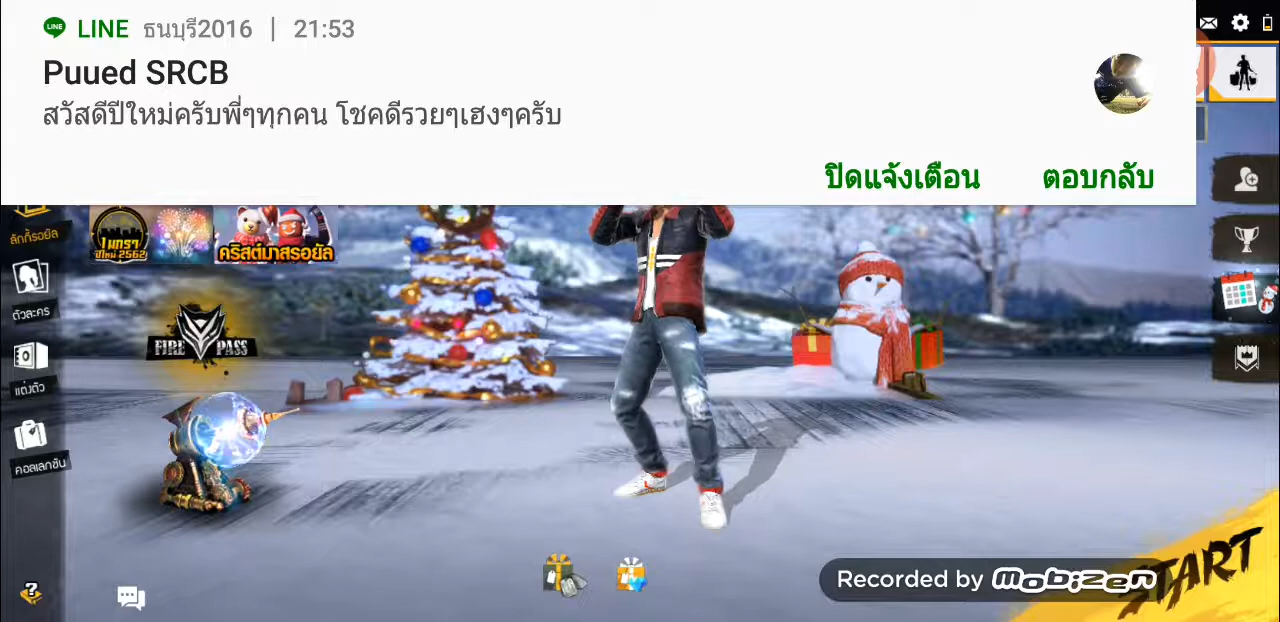 LINE LINE ธนบุรี2016 | 21:53
Puued SRCB
สวัสดีปีใหม่ครับพี่ๆทุกคน โชคดีรวยๆเฮงๆครับ
ปิดแจ้งเตือน ตอบกลับ
ลักกี้รอยัล
1 มกรา
ปีใหม่ 2562
คริสต์มาสรอยัล
ตัวละคร
FIRE PASS
แต่งตัว
คอลเลกชัน
?
Recorded by mobizen
START